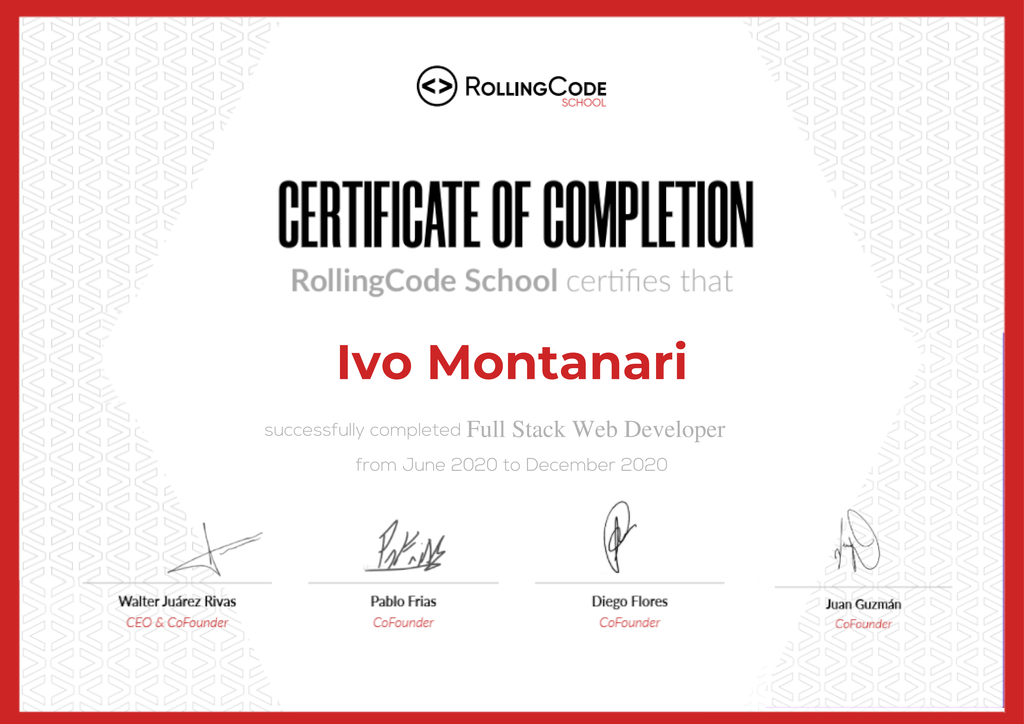 <> ROLLINGCODE
SCHOOL
CERTIFICATE OF COMPLETION
RollingCode School certifies that
Ivo Montanari
successfully completed Full Stack Web Developer
from June 2020 to December 2020
Walter Juárez Rivas
CEO & CoFounder
Pablo Frias
CoFounder
Diego Flores
CoFounder
Juan Guzmán
CoFounder